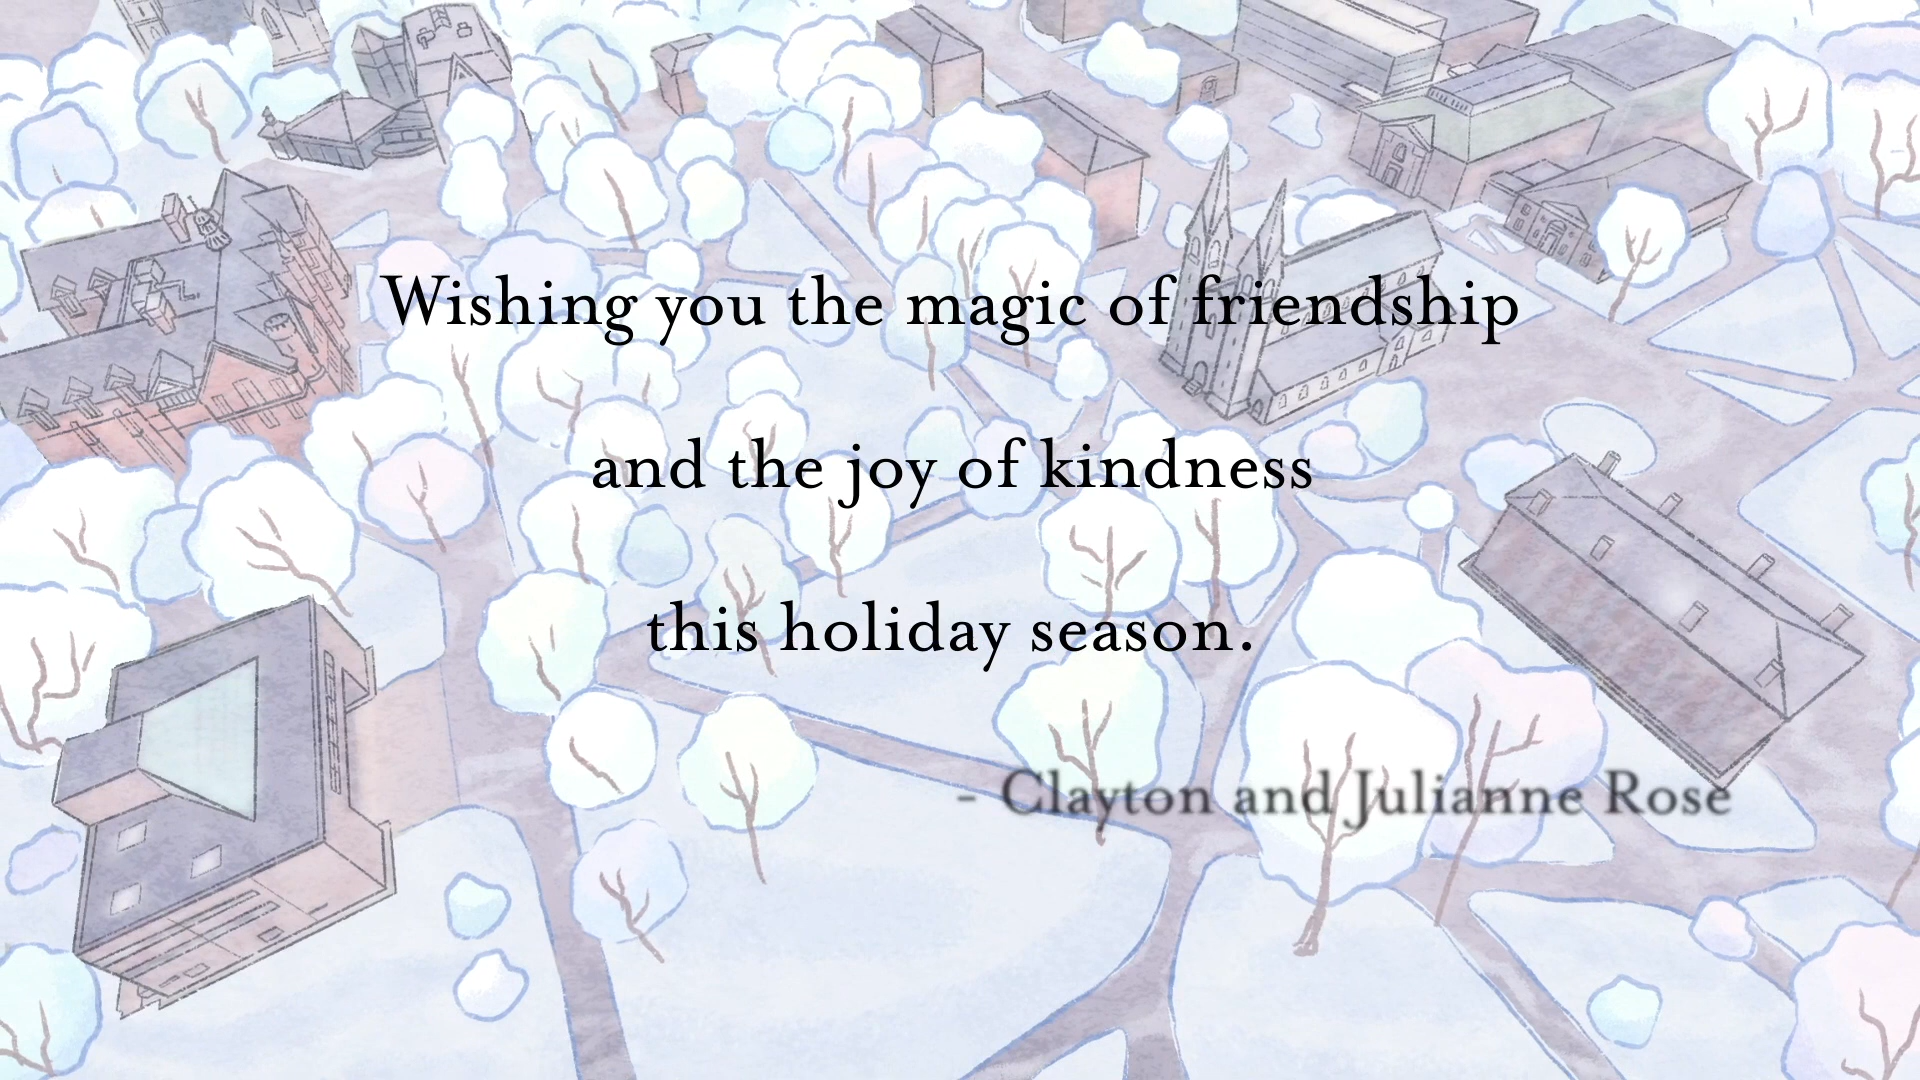 Wishing you the magic of friendship
and the joy of kindness
this holiday season.
- Clayton and Julianne Rose